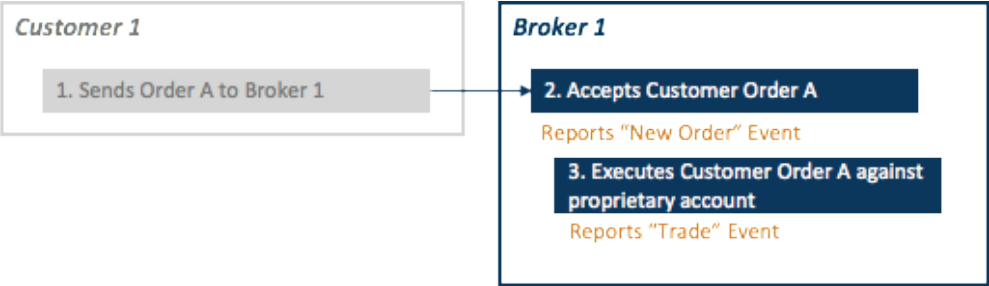 Customer 1
1. Sends Order A to Broker 1
Broker 1
2. Accepts Customer Order A
Reports "New Order" Event
3. Executes Customer Order A against
proprietary account
Reports "Trade" Event